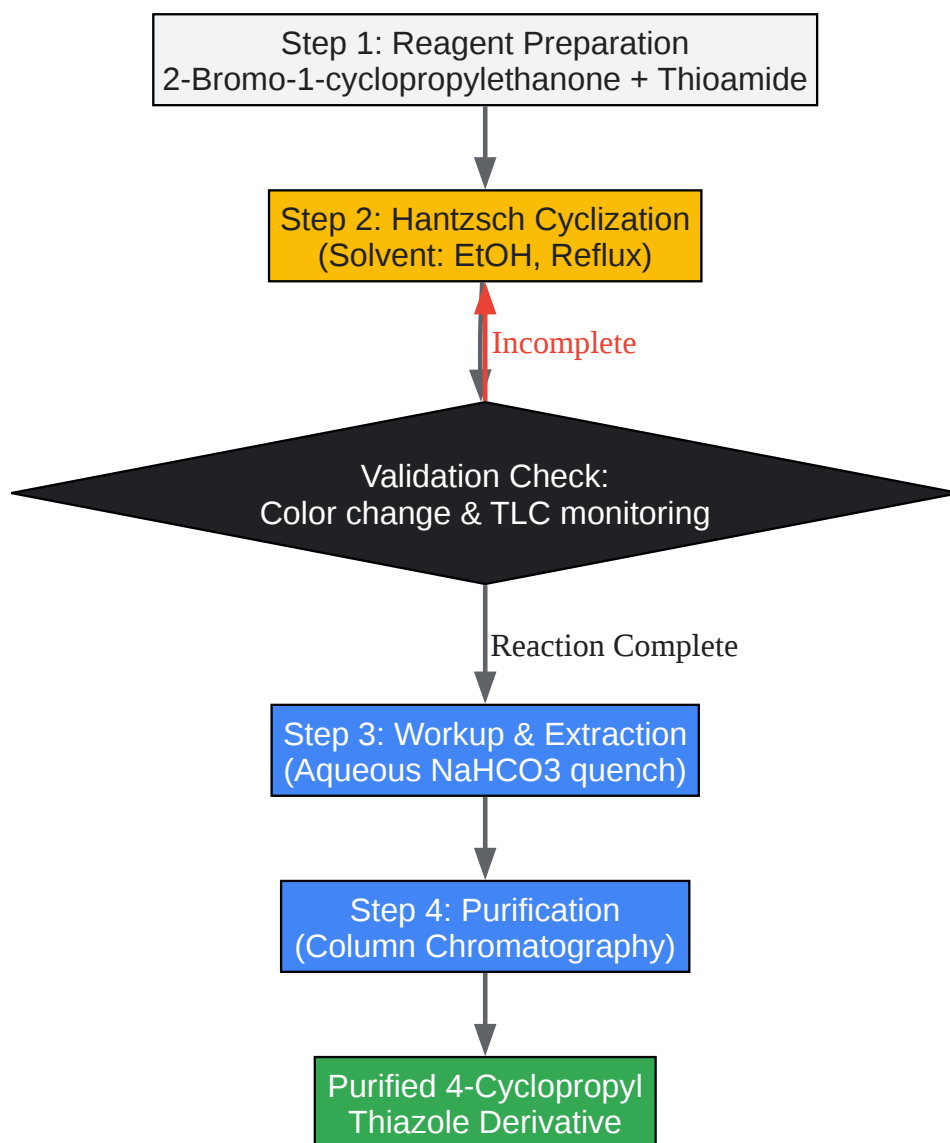 Step 1: Reagent Preparation
2-Bromo-1-cyclopropylethanone + Thioamide
Step 2: Hantzsch Cyclization
(Solvent: EtOH, Reflux)
Incomplete
Validation Check:
Color change & TLC monitoring
Reaction Complete
Step 3: Workup & Extraction
(Aqueous NaHCO3 quench)
Step 4: Purification
(Column Chromatography)
Purified 4-Cyclopropyl
Thiazole Derivative